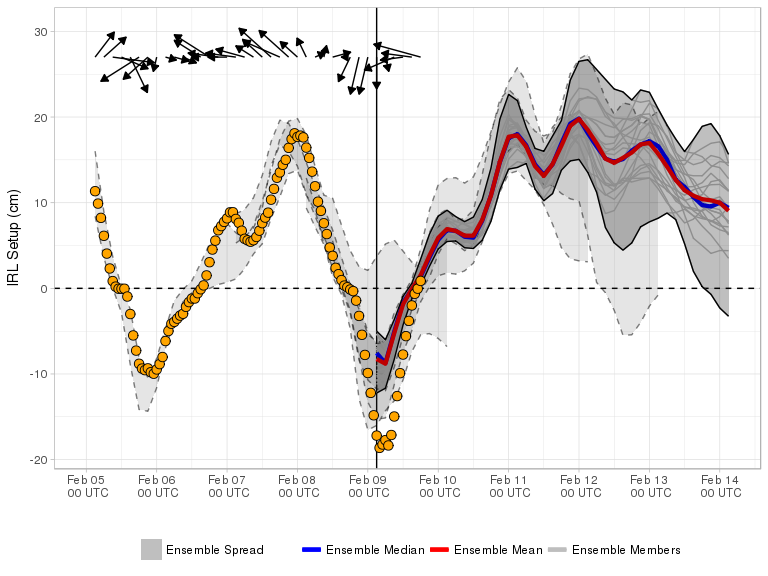 IRL Setup (cm)
30
20
10
0
-10
-20
Feb 05 Feb 06 Feb 07 Feb 08 Feb 09 Feb 10 Feb 11 Feb 12 Feb 13 Feb 14
00 UTC 00 UTC 00 UTC 00 UTC 00 UTC 00 UTC 00 UTC 00 UTC 00 UTC 00 UTC
Ensemble Spread Ensemble Median Ensemble Mean Ensemble Members